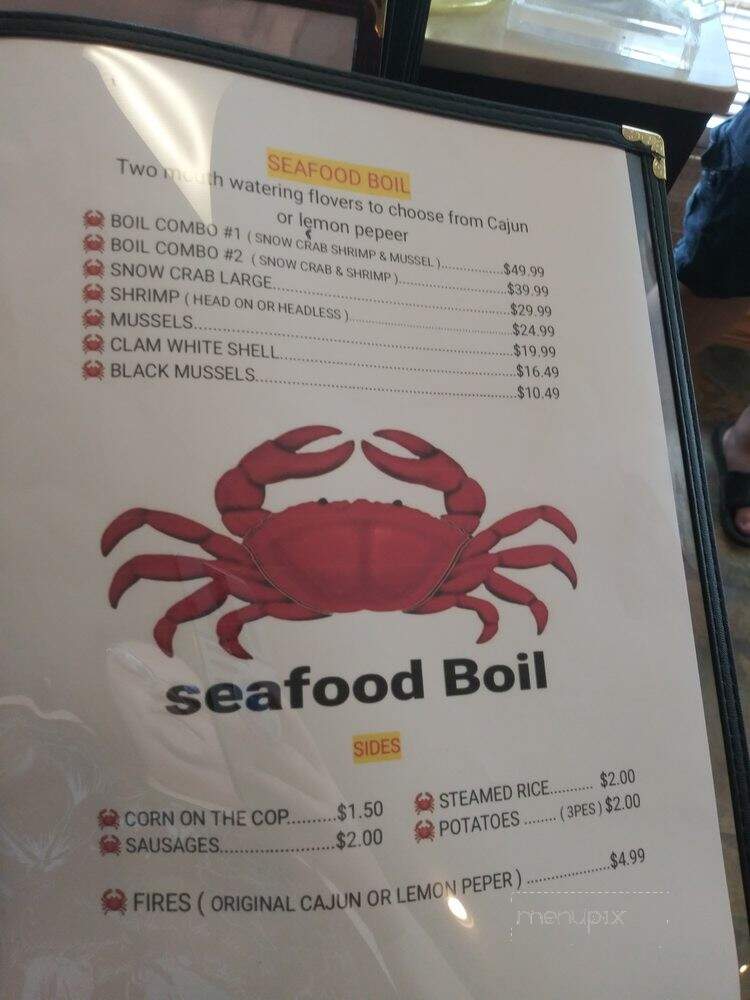 SEAFOOD BOIL
Two mouth watering flovers to choose from Cajun
or lemon pepeer
BOIL COMBO #1 ( SNOW CRAB SHRIMP & MUSSEL )..................$49.99
BOIL COMBO #2 ( SNOW CRAB & SHRIMP )..........................$39.99
SNOW CRAB LARGE..........................................................$29.99
SHRIMP ( HEAD ON OR HEADLESS )........................................$24.99
MUSSELS..........................................................................$19.99
CLAM WHITE SHELL..........................................................$16.49
BLACK MUSSELS................................................................$10.49
seafood Boil
SIDES
CORN ON THE COP..........$1.50
SAUSAGES.......................$2.00
STEAMED RICE.......... $2.00
POTATOES ........ ( 3PES ) $2.00
FIRES ( ORIGINAL CAJUN OR LEMON PEPER ) .....................$4.99
menupix